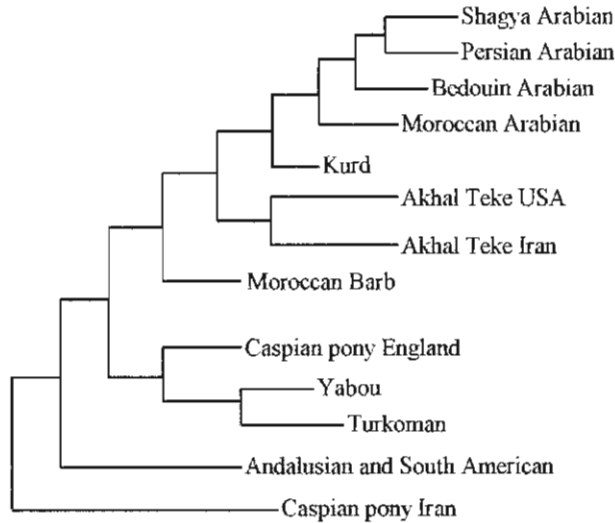 Shagya Arabian
Persian Arabian
Bedouin Arabian
Moroccan Arabian
Kurd
Akhal Teke USA
Akhal Teke Iran
Moroccan Barb
Caspian pony England
Yabou
Turkoman
Andalusian and South American
Caspian pony Iran